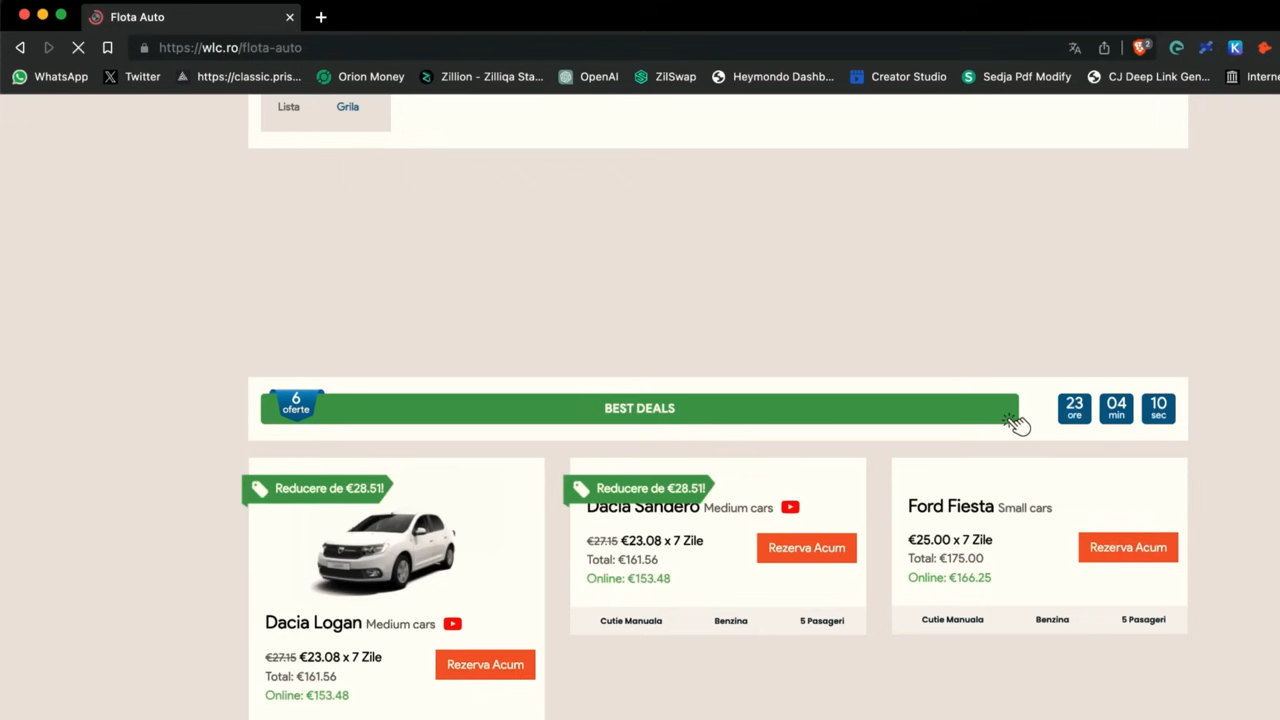 Flota Auto
https://wlc.ro/flota-auto
2
K
WhatsApp
Twitter
https://classic.pris...
Orion Money
Zillion - Zilliqa Sta...
OpenAI
ZilSwap
Heymondo Dashb...
Creator Studio
Sedja Pdf Modify
CJ Deep Link Gen...
Interne
Lista
Grila
6
oferte
BEST DEALS
23
ore
04
min
10
sec
Reducere de €28.51!
Dacia Logan Medium cars
€27.15 €23.08 x 7 Zile
Total: €161.56
Online: €153.48
Rezerva Acum
Reducere de €28.51!
Dacia Sandero Medium cars
€27.15 €23.08 x 7 Zile
Total: €161.56
Online: €153.48
Rezerva Acum
Cutie Manuala
Benzina
5 Pasageri
Ford Fiesta Small cars
€25.00 x 7 Zile
Total: €175.00
Online: €166.25
Rezerva Acum
Cutie Manuala
Benzina
5 Pasageri